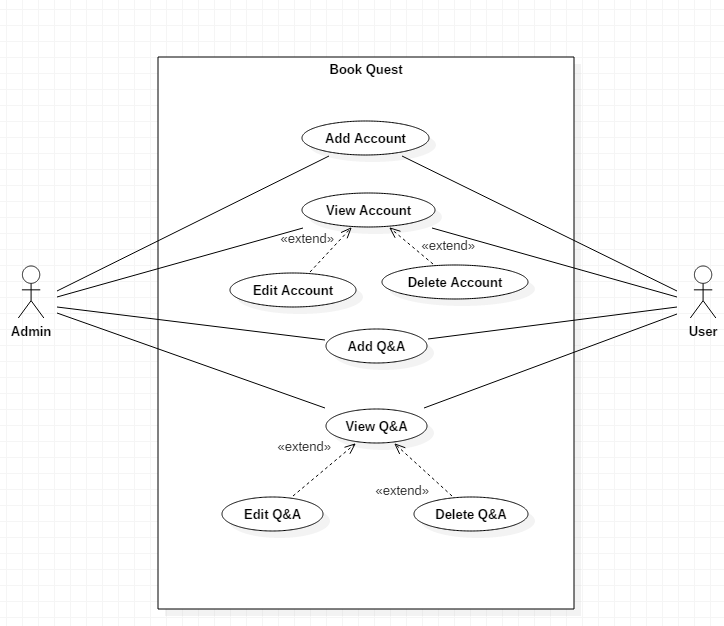 Book Quest
Add Account
View Account
«extend»
«extend»
Edit Account
Delete Account
Admin
User
Add Q&A
View Q&A
«extend»
«extend»
Edit Q&A
Delete Q&A